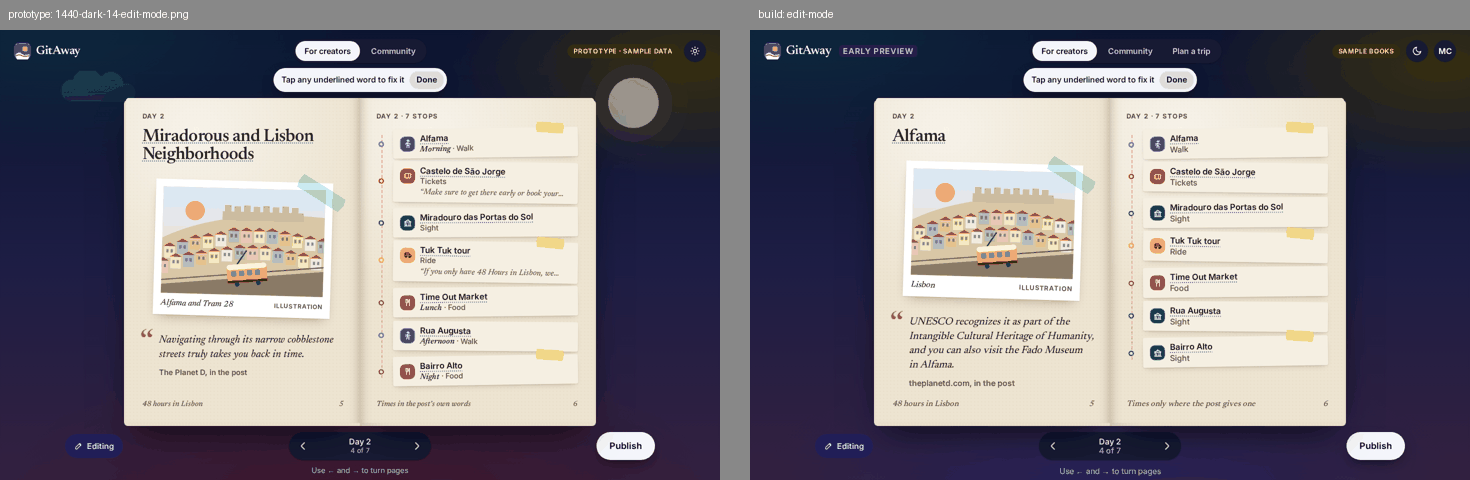 prototype: 1440-dark-14-edit-mode.png
GitAway
For creators
Community
PROTOTYPE · SAMPLE DATA
Tap any underlined word to fix it
Done
DAY 2
Miradorous and Lisbon
Neighborhoods
Alfama and Tram 28
ILLUSTRATION
“ Navigating through its narrow cobblestone
streets truly takes you back in time.
The Planet D, in the post
48 hours in Lisbon
5
DAY 2 · 7 STOPS
Alfama
Morning · Walk
Castelo de São Jorge
Tickets
"Make sure to get there early or book your...
Miradouro das Portas do Sol
Sight
Tuk Tuk tour
Ride
"If you only have 48 Hours in Lisbon, we...
Time Out Market
Lunch · Food
Rua Augusta
Afternoon · Walk
Bairro Alto
Night · Food
Times in the post's own words
6
Editing
Day 2
4 of 7
Publish
Use ← and → to turn pages
build: edit-mode
GitAway
EARLY PREVIEW
For creators
Community
Plan a trip
SAMPLE BOOKS
MC
Tap any underlined word to fix it
Done
DAY 2
Alfama
Lisbon
ILLUSTRATION
“ UNESCO recognizes it as part of the
Intangible Cultural Heritage of Humanity,
and you can also visit the Fado Museum
in Alfama.
theplanetd.com, in the post
48 hours in Lisbon
5
DAY 2 · 7 STOPS
Alfama
Walk
Castelo de São Jorge
Tickets
Miradouro das Portas do Sol
Sight
Tuk Tuk tour
Ride
Time Out Market
Food
Rua Augusta
Sight
Bairro Alto
Sight
Times only where the post gives one
6
Editing
Day 2
4 of 7
Publish
Use ← and → to turn pages